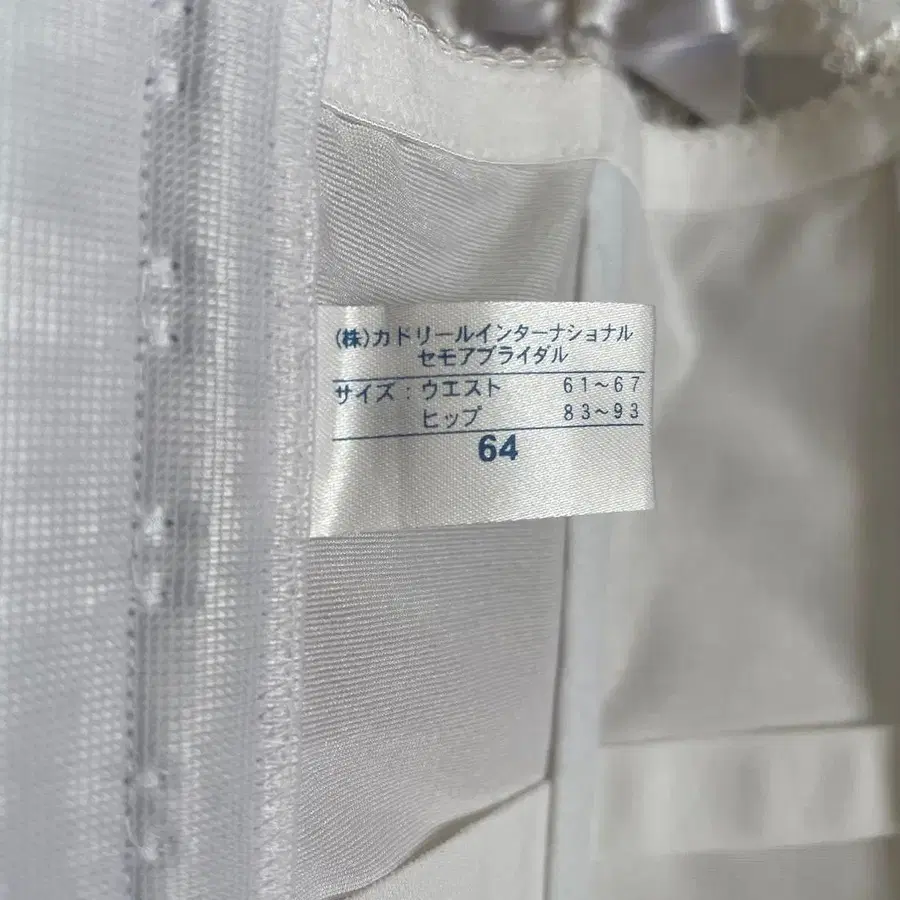 (株)カドリールインターナショナル
セモアブライダル
サイズ：ウエスト 61～67
ヒップ 83～93
64